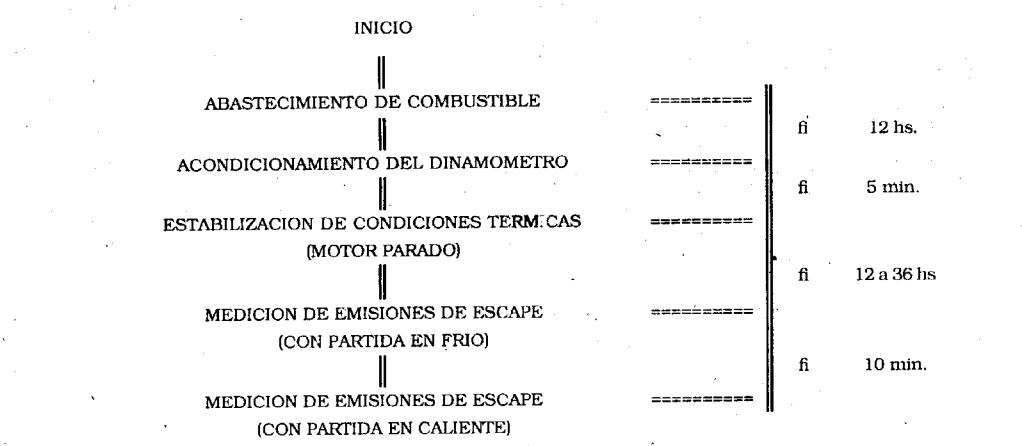 INICIO
ABASTECIMIENTO DE COMBUSTIBLE ==========
fi 12 hs.
ACONDICIONAMIENTO DEL DINAMOMETRO ==========
fi 5 min.
ESTABILIZACION DE CONDICIONES TERM.CAS ==========
(MOTOR PARADO)
fi 12 a 36 hs
MEDICION DE EMISIONES DE ESCAPE ==========
(CON PARTIDA EN FRIO)
fi 10 min.
MEDICION DE EMISIONES DE ESCAPE ==========
(CON PARTIDA EN CALIENTE)